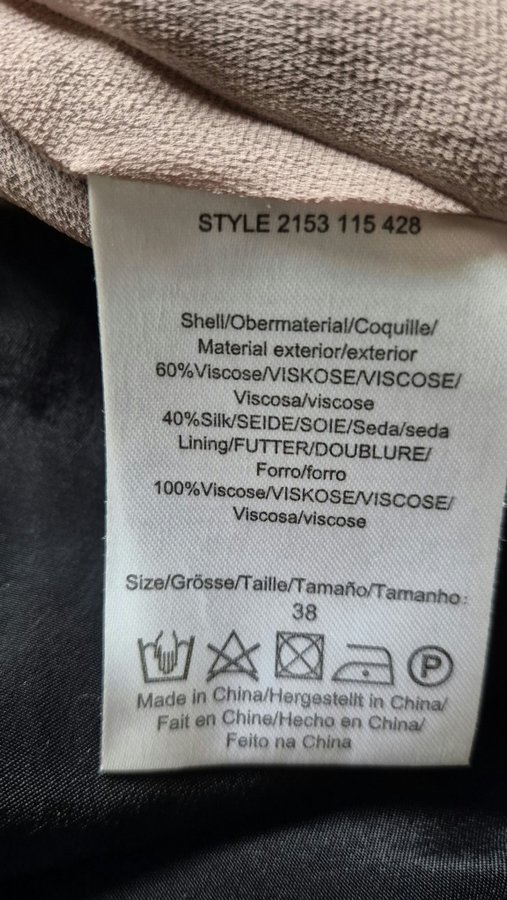 STYLE 2153 115 428
Shell/Obermaterial/Coquille/
Material exterior/exterior
60%Viscose/VISKOSE/VISCOSE/
Viscosa/viscose
40%Silk/SEIDE/SOIE/Seda/seda
Lining/FUTTER/DOUBLURE/
Forro/forro
100%Viscose/VISKOSE/VISCOSE/
Viscosa/viscose
Size/Grösse/Taille/Tamaño/Tamanho:
38
P
Made in China/Hergestellt in China/
Fait en Chine/Hecho en China/
Feito na China